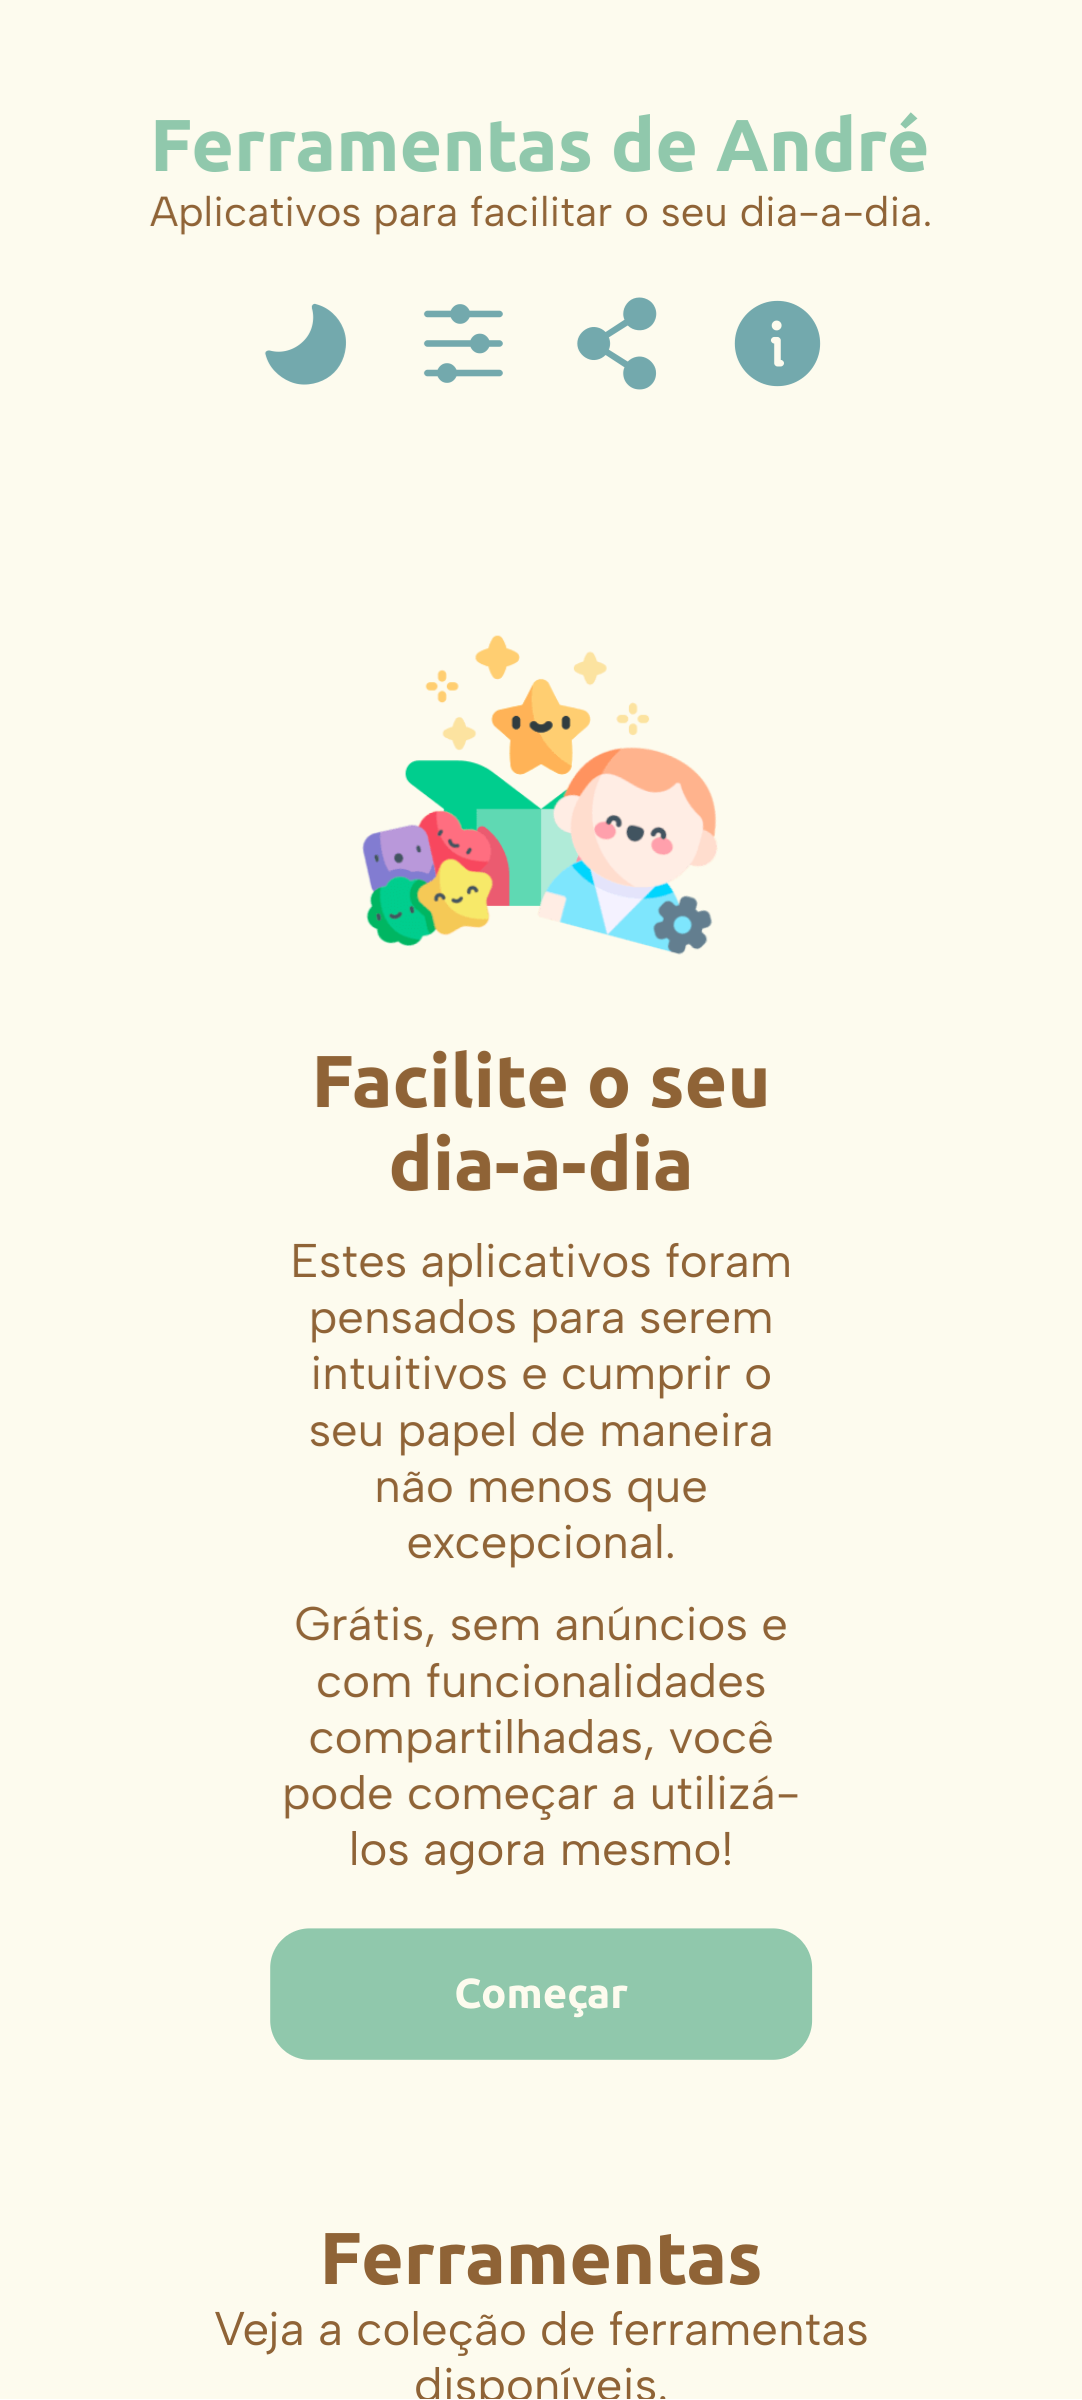 Ferramentas de André
Aplicativos para facilitar o seu dia-a-dia.
Facilite o seu
dia-a-dia
Estes aplicativos foram
pensados para serem
intuitivos e cumprir o
seu papel de maneira
não menos que
excepcional.
Grátis, sem anúncios e
com funcionalidades
compartilhadas, você
pode começar a utilizá-
los agora mesmo!
Começar
Ferramentas
Veja a coleção de ferramentas
disponíveis.